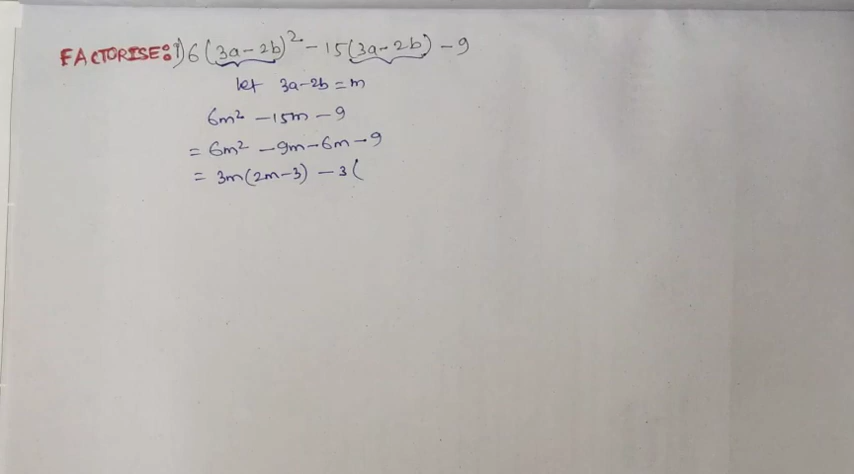 FACTORISE: 1) 6(3a-2b)² - 15(3a-2b) - 9
let 3a-2b = m
6m² - 15m - 9
= 6m² - 9m - 6m - 9
= 3m(2m-3) - 3(